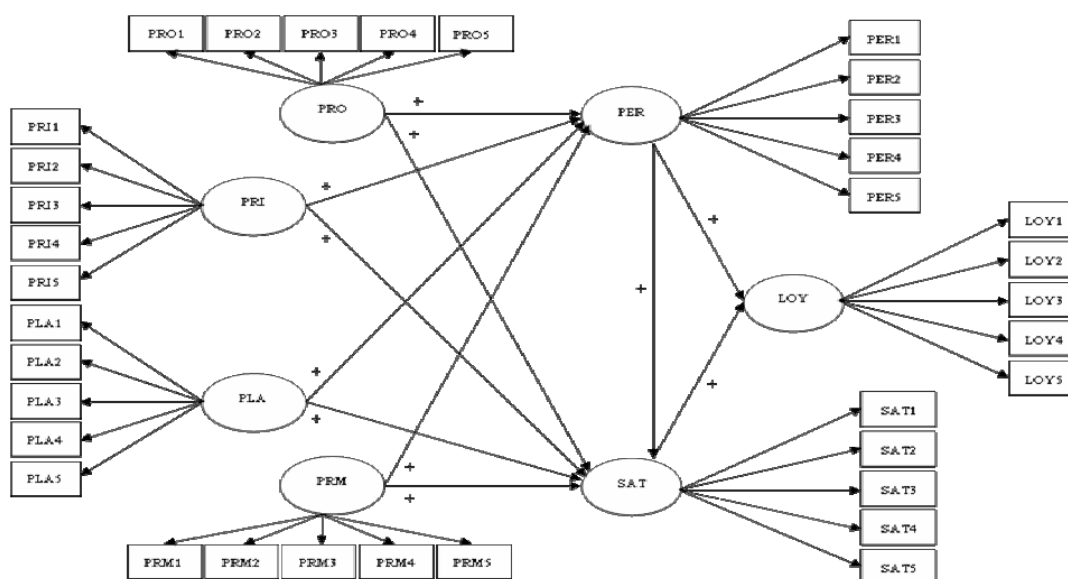 PRO1 PRO2 PRO3 PRO4 PRO5
PER1
PER2
PER3
PER4
PER5
PRO
+
+
PER
PRI1
PRI2
PRI3
PRI4
PRI5
PRI
+
+
LOY1
LOY2
LOY3
LOY4
LOY5
+
+
LOY
PLA1
PLA2
PLA3
PLA4
PLA5
PLA
+
+
+
SAT1
SAT2
SAT3
SAT4
SAT5
PRM
+
+
SAT
PRM1 PRM2 PRM3 PRM4 PRM5